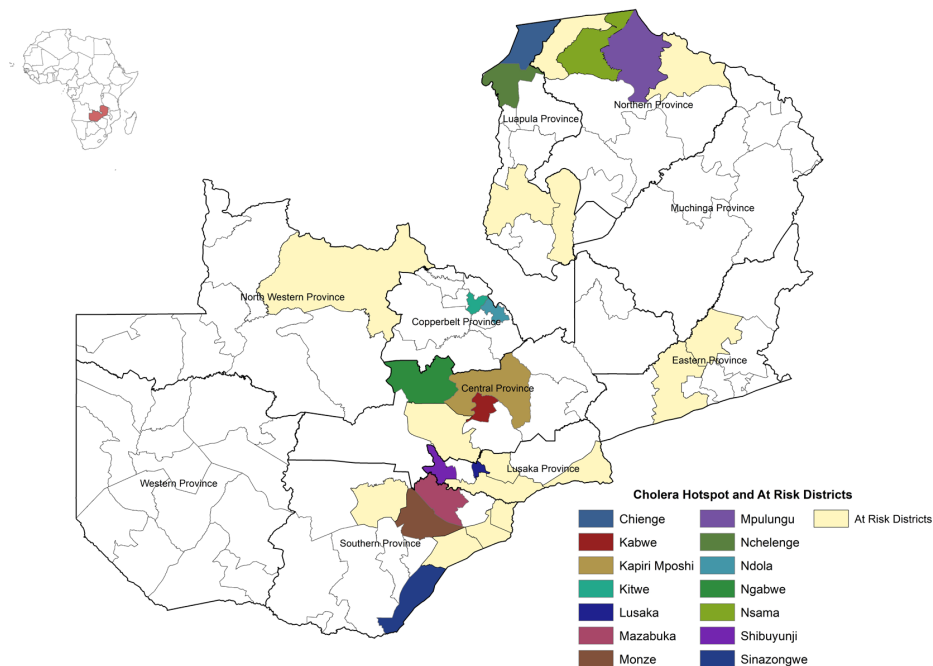 Northern Province
Luapula Province
Muchinga Province
North Western Province
Copperbelt Province
Eastern Province
Central Province
Lusaka Province
Western Province
Southern Province
Cholera Hotspot and At Risk Districts
Chienge
Mpulungu
At Risk Districts
Kabwe
Nchelenge
Kapiri Mposhi
Ndola
Kitwe
Ngabwe
Lusaka
Nsama
Mazabuka
Shibuyunji
Monze
Sinazongwe